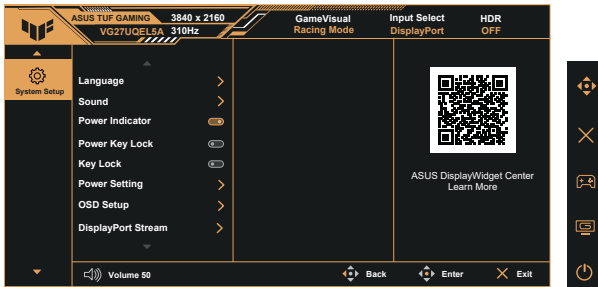 ASUS TUF GAMING 3840 x 2160
VG27UQEL5A 310Hz
GameVisual
Racing Mode
Input Select
DisplayPort
HDR
OFF
System Setup
Language
Sound
Power Indicator
Power Key Lock
Key Lock
Power Setting
OSD Setup
DisplayPort Stream
ASUS DisplayWidget Center
Learn More
Volume 50
Back
Enter
Exit